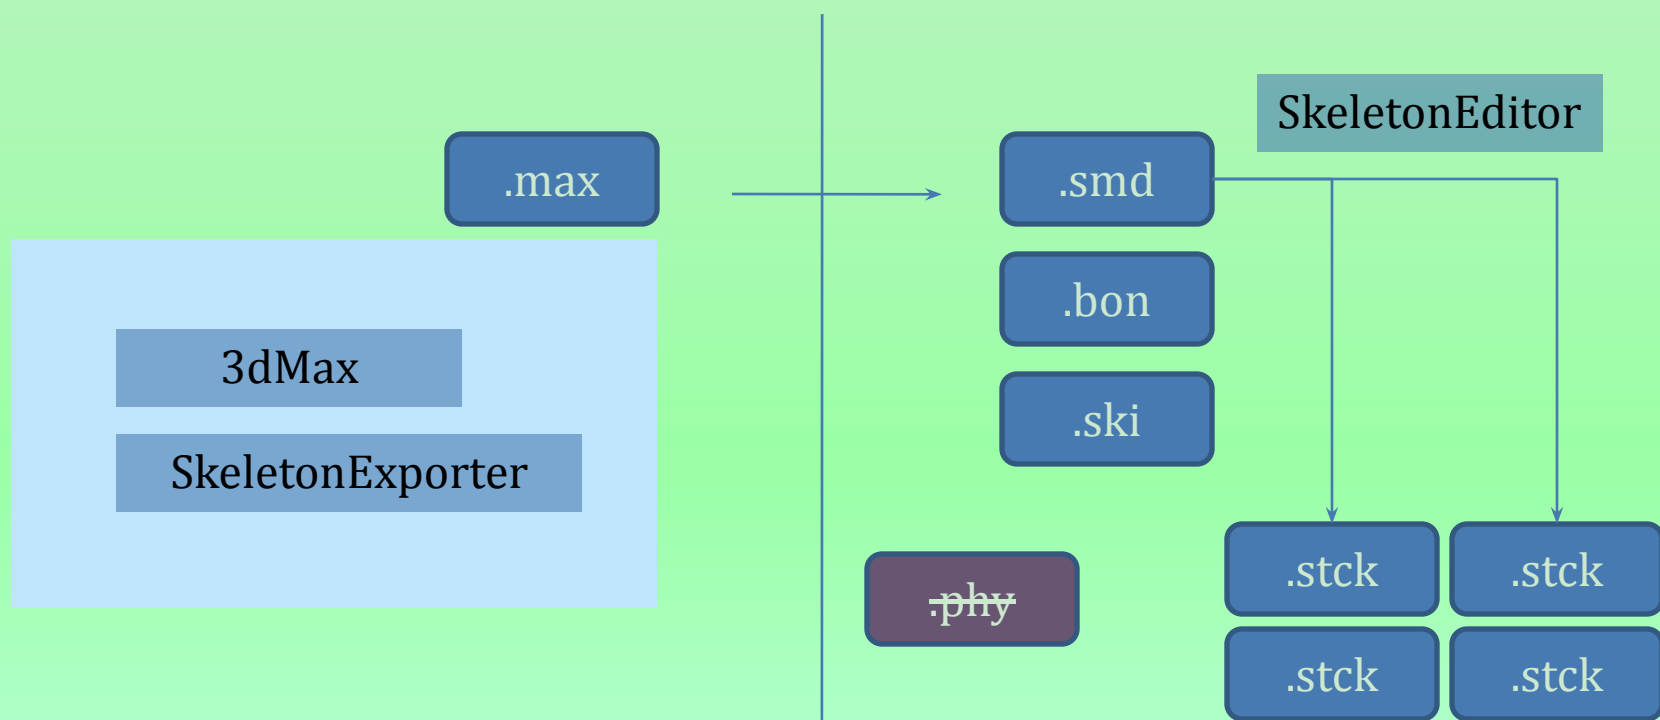 SkeletonEditor
.max
.smd
.bon
3dMax
.ski
SkeletonExporter
.stck
.stck
.phy
.stck
.stck